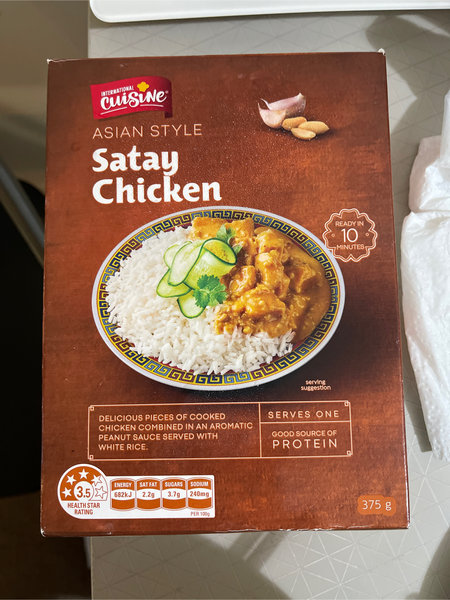 INTERNATIONAL
CUISINE
ASIAN STYLE
Satay
Chicken
READY IN
10
MINUTES
serving
suggestion
DELICIOUS PIECES OF COOKED
CHICKEN COMBINED IN AN AROMATIC
PEANUT SAUCE SERVED WITH
WHITE RICE.
SERVES ONE
GOOD SOURCE OF
PROTEIN
3.5
HEALTH STAR
RATING
ENERGY SAT FAT SUGARS SODIUM
682kJ 2.2g 3.7g 240mg
PER 100g
375 g